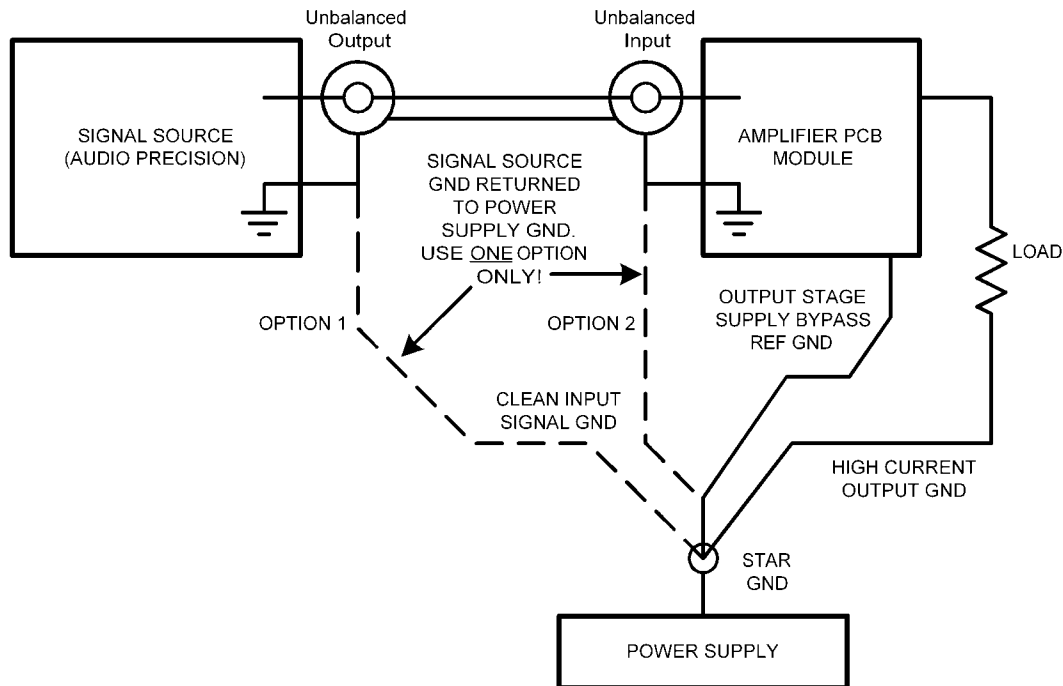 Unbalanced
Output
Unbalanced
Input
SIGNAL SOURCE
(AUDIO PRECISION)
SIGNAL SOURCE
GND RETURNED
TO POWER
SUPPLY GND.
USE ONE OPTION
ONLY!
AMPLIFIER PCB
MODULE
LOAD
OPTION 1
OPTION 2
OUTPUT STAGE
SUPPLY BYPASS
REF GND
CLEAN INPUT
SIGNAL GND
HIGH CURRENT
OUTPUT GND
STAR
GND
POWER SUPPLY